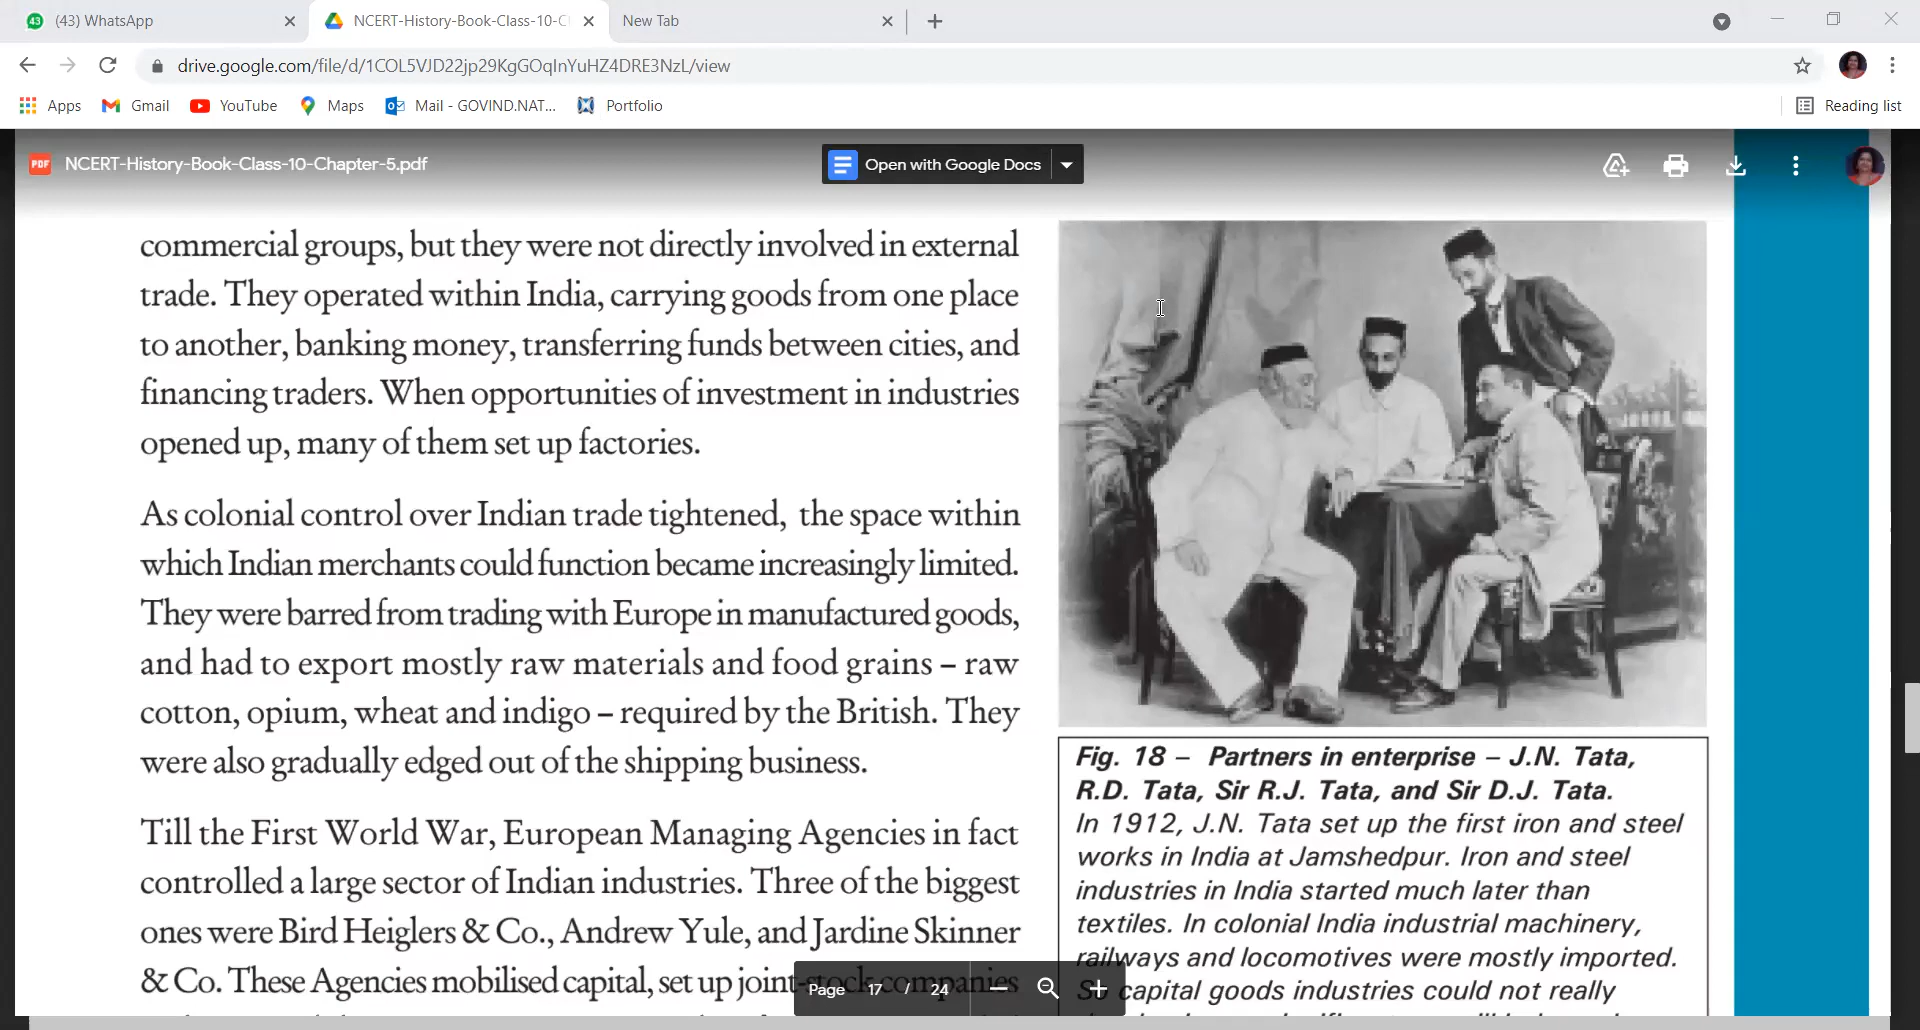 43
(43) WhatsApp
NCERT-History-Book-Class-10-C
New Tab
drive.google.com/file/d/1COL5VJD22jp29KgGOqInYuHZ4DRE3NzL/view
Apps
Gmail
YouTube
Maps
Mail - GOVIND.NAT...
Portfolio
Reading list
PDF
NCERT-History-Book-Class-10-Chapter-5.pdf
Open with Google Docs
commercial groups, but they were not directly involved in external
trade. They operated within India, carrying goods from one place
to another, banking money, transferring funds between cities, and
financing traders. When opportunities of investment in industries
opened up, many of them set up factories.
As colonial control over Indian trade tightened, the space within
which Indian merchants could function became increasingly limited.
They were barred from trading with Europe in manufactured goods,
and had to export mostly raw materials and food grains – raw
cotton, opium, wheat and indigo – required by the British. They
were also gradually edged out of the shipping business.
Till the First World War, European Managing Agencies in fact
controlled a large sector of Indian industries. Three of the biggest
ones were Bird Heiglers & Co., Andrew Yule, and Jardine Skinner
& Co. These Agencies mobilised capital, set up joint-stock companies
Fig. 18 – Partners in enterprise – J.N. Tata,
R.D. Tata, Sir R.J. Tata, and Sir D.J. Tata.
In 1912, J.N. Tata set up the first iron and steel
works in India at Jamshedpur. Iron and steel
industries in India started much later than
textiles. In colonial India industrial machinery,
railways and locomotives were mostly imported.
So capital goods industries could not really
Page 17 / 24